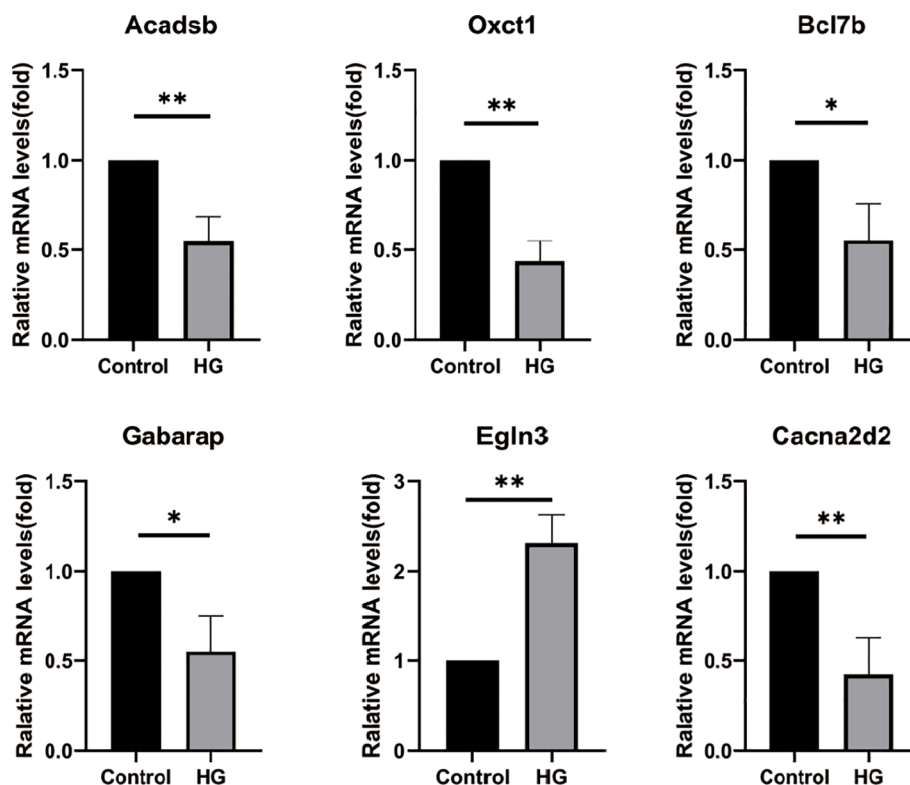 Acadsb
Oxct1
Bcl7b
Ralative mRNA levels(fold)
1.5
1.0
0.5
0.0
**
Control HG
Ralative mRNA levels(fold)
1.5
1.0
0.5
0.0
**
Control HG
Ralative mRNA levels(fold)
1.5
1.0
0.5
0.0
*
Control HG
Gabarap
Egln3
Cacna2d2
Ralative mRNA levels(fold)
1.5
1.0
0.5
0.0
*
Control HG
Ralative mRNA levels(fold)
3
2
1
0
**
Control HG
Ralative mRNA levels(fold)
1.5
1.0
0.5
0.0
**
Control HG